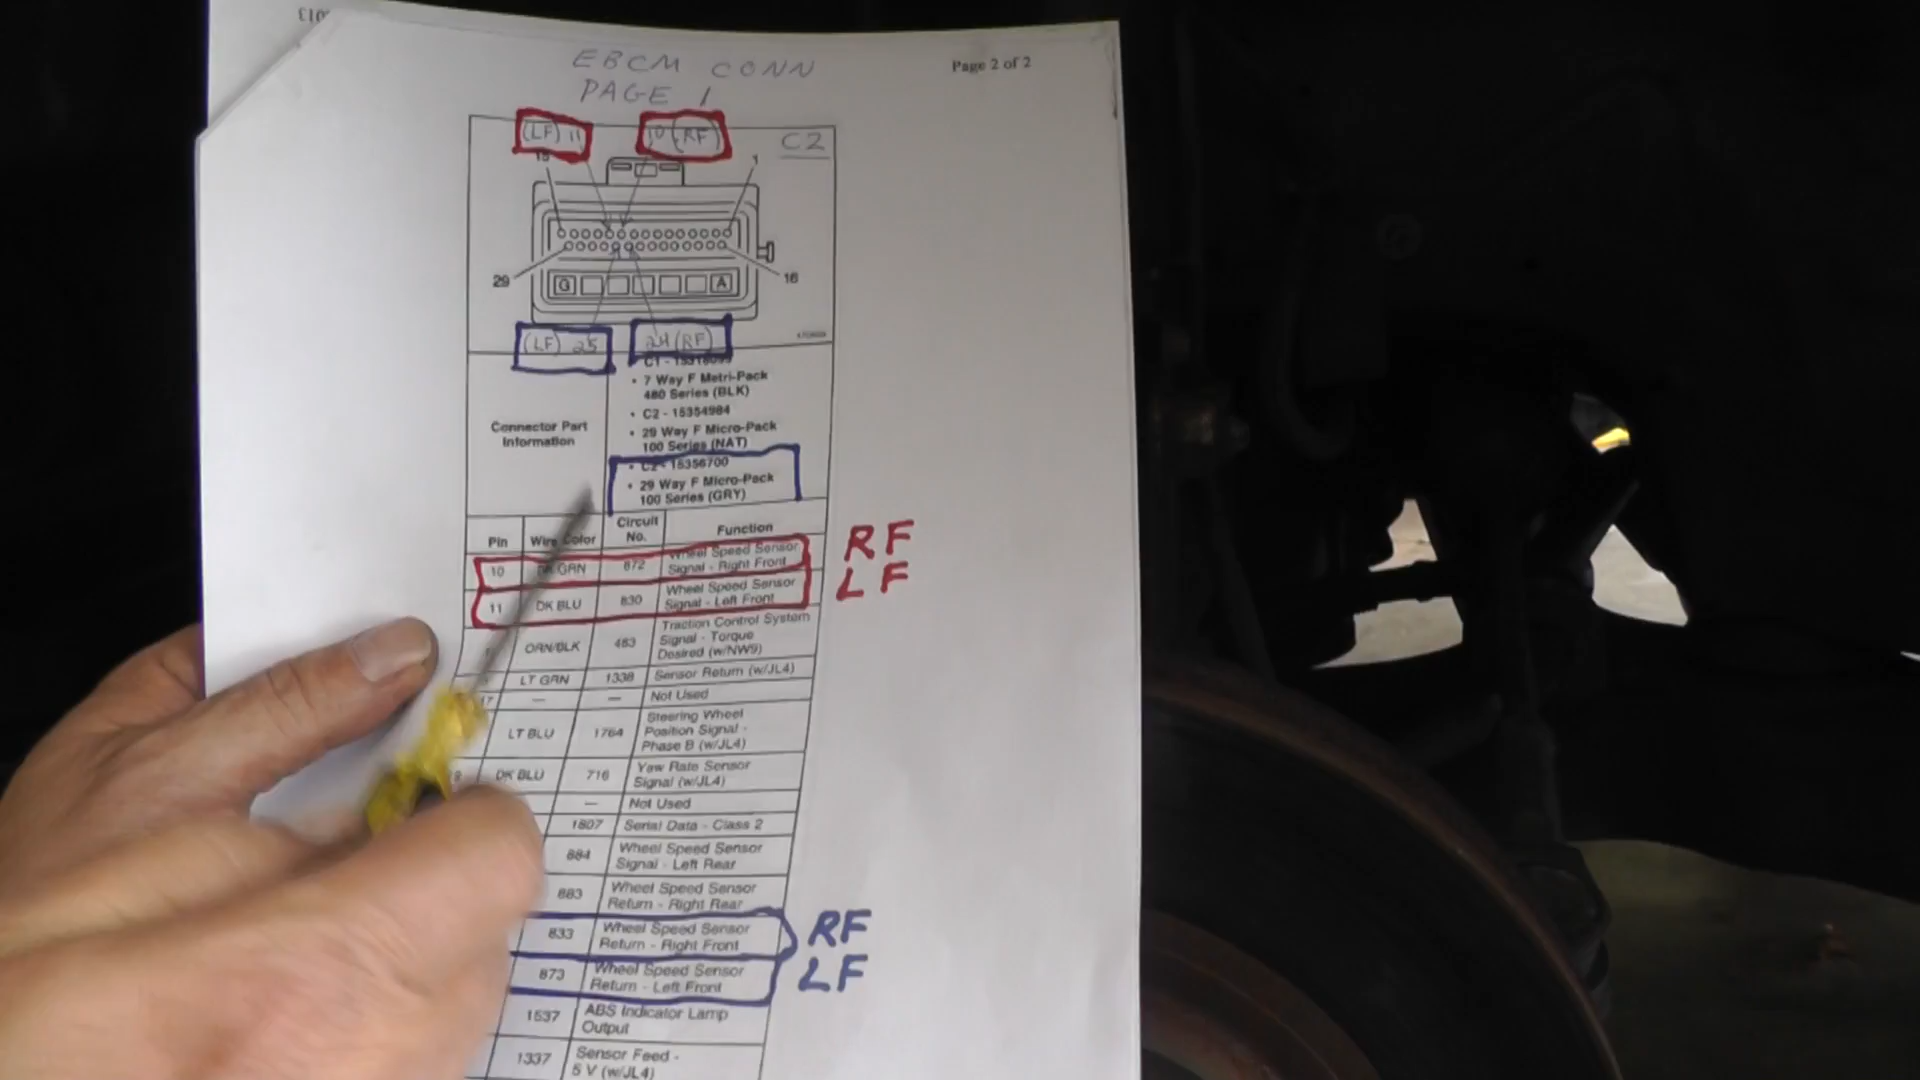 EBCM CONN
Page 2 of 2
PAGE 1
(LF) 11
10 (RF)
C2
15
1
29
16
G
A
(LF) 25
24 (RF)
• 7 Way F Metri-Pack
480 Series (BLK)
• C2 - 15354984
• 29 Way F Micro-Pack
100 Series (NAT)
• C2 - 15356700
• 29 Way F Micro-Pack
100 Series (GRY)
Connector Part
Information
Pin Wire Color Circuit No. Function
10 DK GRN 872 Wheel Speed Sensor
Signal - Right Front
RF
11 DK BLU 830 Wheel Speed Sensor
Signal - Left Front
LF
ORN/BLK 463 Traction Control System
Signal - Torque
Desired (w/NW9)
LT GRN 1338 Sensor Return (w/JL4)
17 — — Not Used
LT BLU 1764 Steering Wheel
Position Signal -
Phase B (w/JL4)
DK BLU 716 Yaw Rate Sensor
Signal (w/JL4)
— Not Used
1807 Serial Data - Class 2
884 Wheel Speed Sensor
Signal - Left Rear
883 Wheel Speed Sensor
Return - Right Rear
833 Wheel Speed Sensor
Return - Right Front
RF
873 Wheel Speed Sensor
Return - Left Front
LF
1537 ABS Indicator Lamp
Output
1337 Sensor Feed -
5 V (w/JL4)